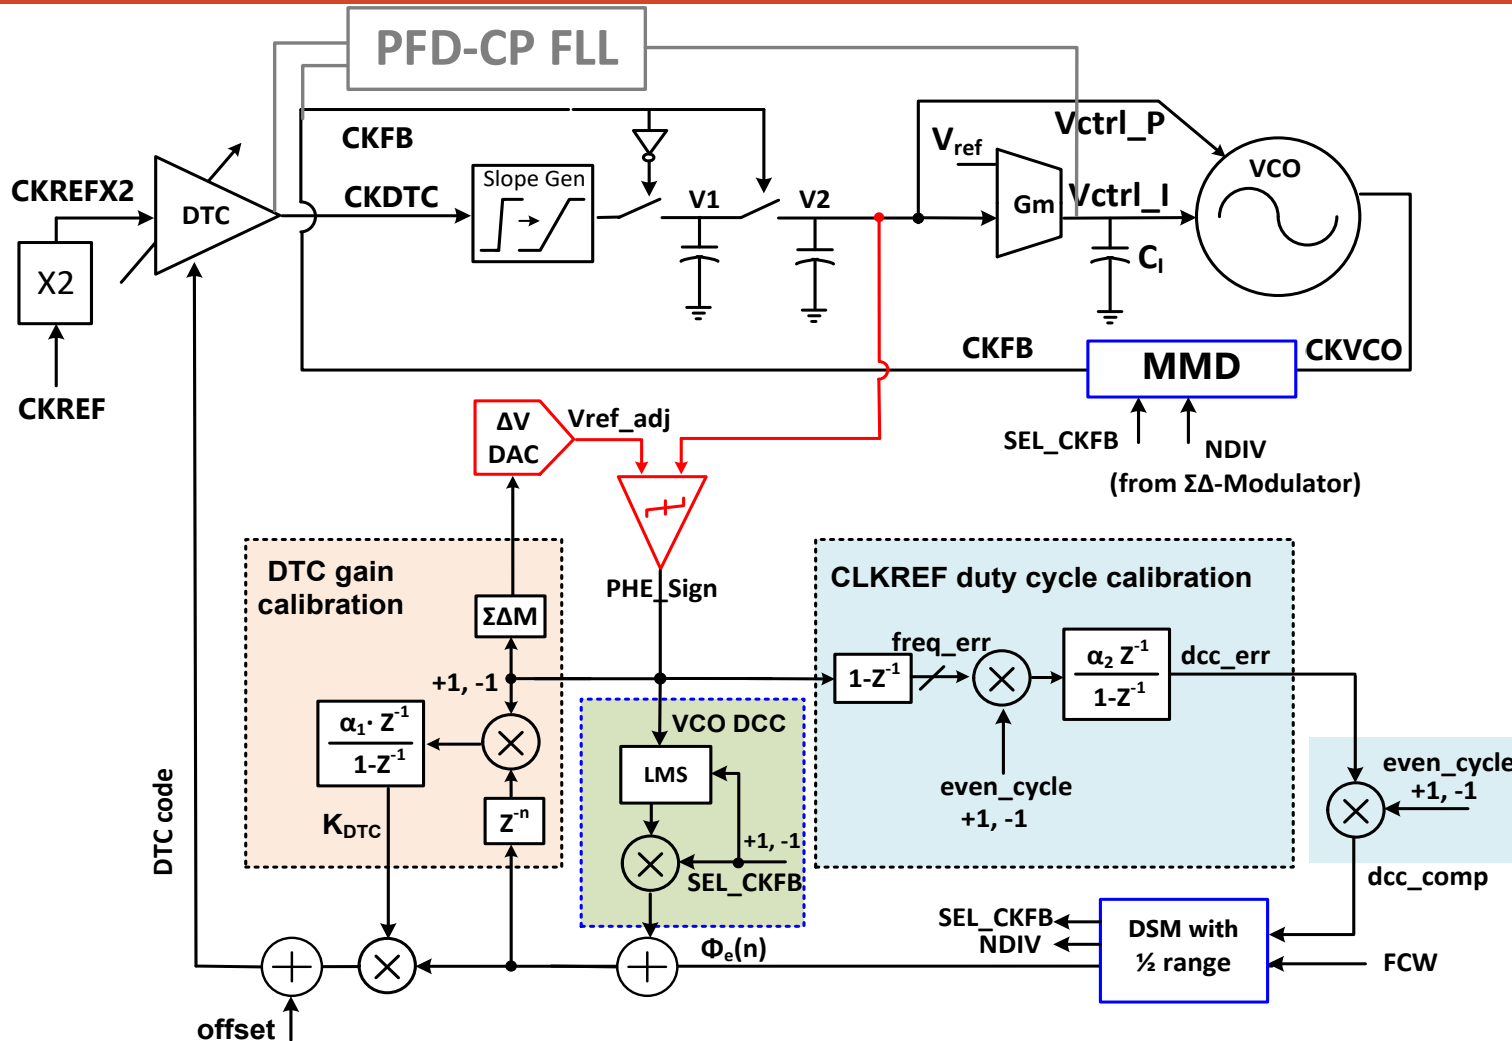 PFD-CP FLL
CKFB
Vctrl_P
Vref
VCO
CKREFX2
Slope Gen
DTC
CKDTC
V1
V2
Gm
Vctrl_I
X2
CI
CKFB
CKVCO
MMD
CKREF
ΔV
DAC
Vref_adj
SEL_CKFB
NDIV
(from ΣΔ-Modulator)
DTC gain
calibration
PHE_Sign
CLKREF duty cycle calibration
ΣΔM
freq_err
1-Z⁻¹
α₂ Z⁻¹
1-Z⁻¹
dcc_err
+1, -1
α₁· Z⁻¹
1-Z⁻¹
VCO DCC
LMS
even_cycle
+1, -1
even_cycle
+1, -1
DTC code
KDTC
Z⁻ⁿ
+1, -1
SEL_CKFB
dcc_comp
SEL_CKFB
NDIV
DSM with
½ range
Φₑ(n)
FCW
offset